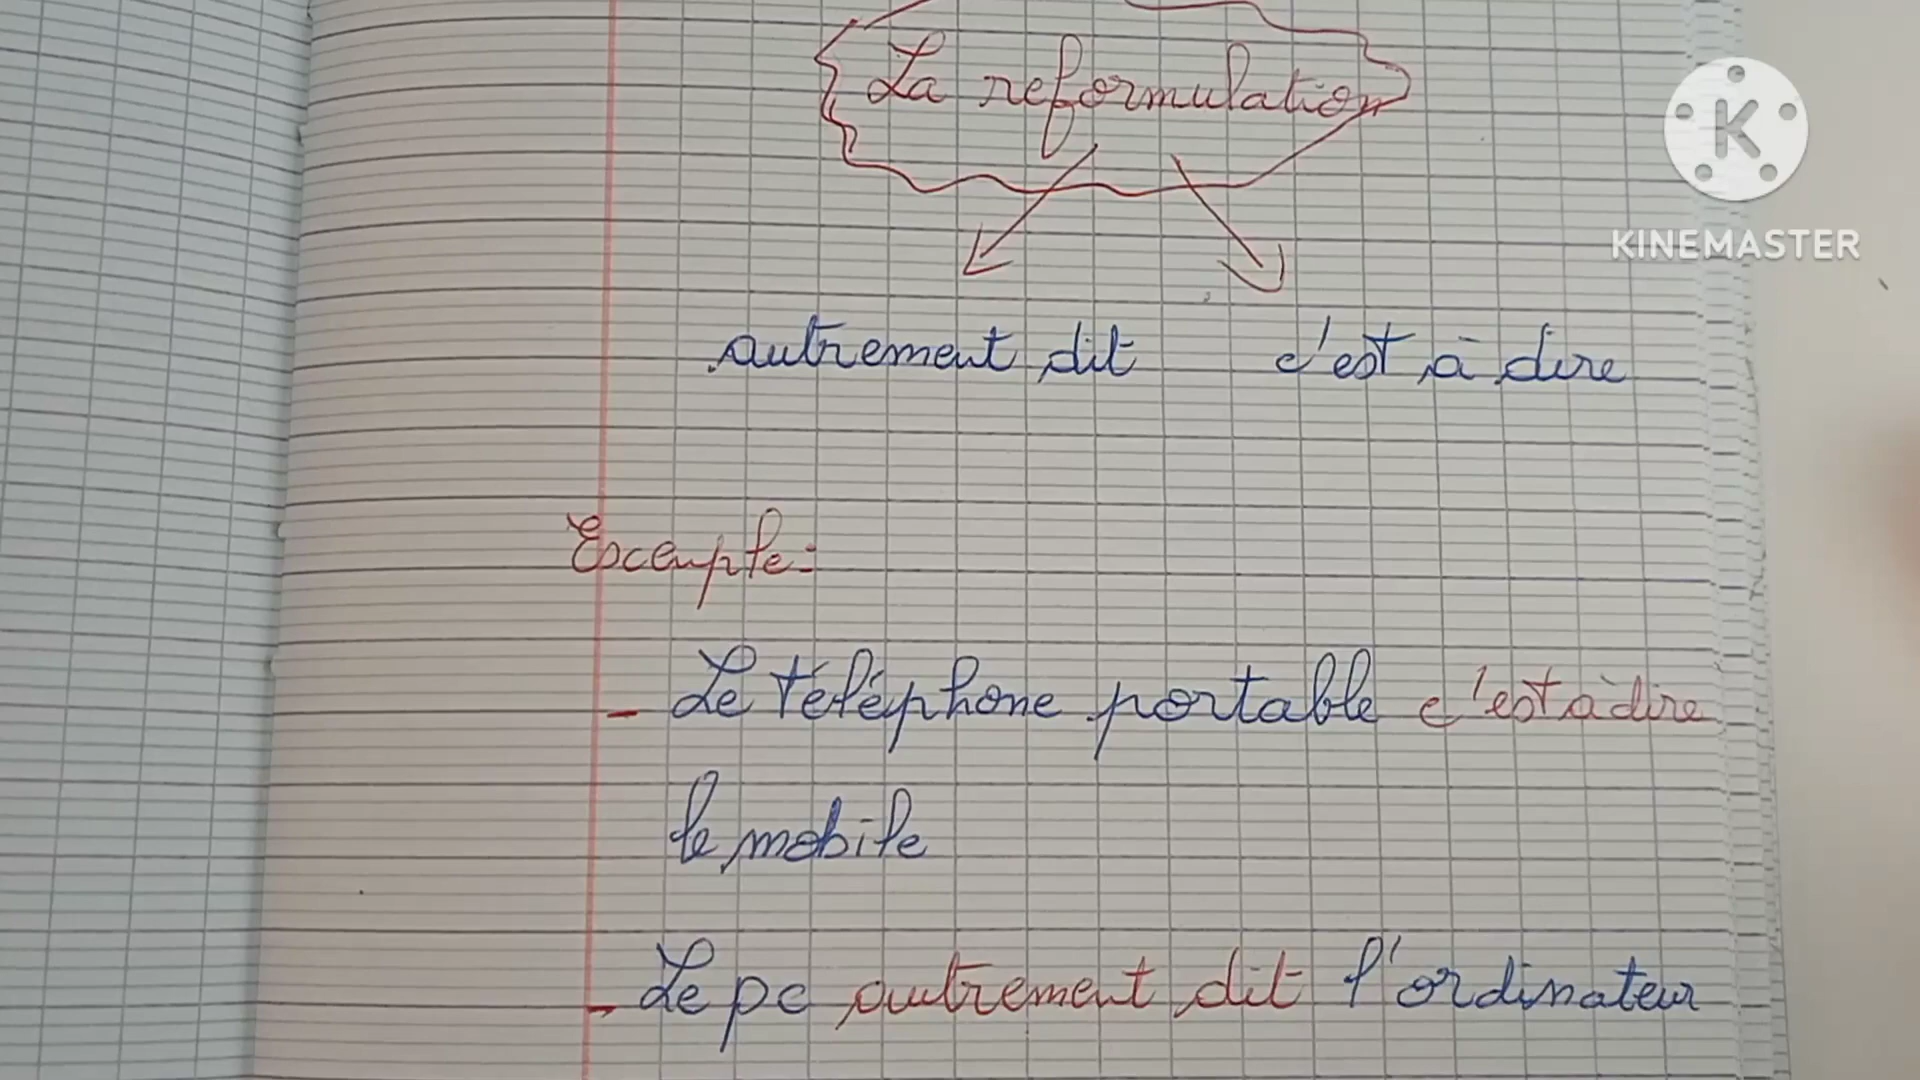 La reformulation
K
KINEMASTER
autrement dit c'est à dire
Exemple:
- Le téléphone portable c'est à dire
le mobile
- Le pc autrement dit l'ordinateur